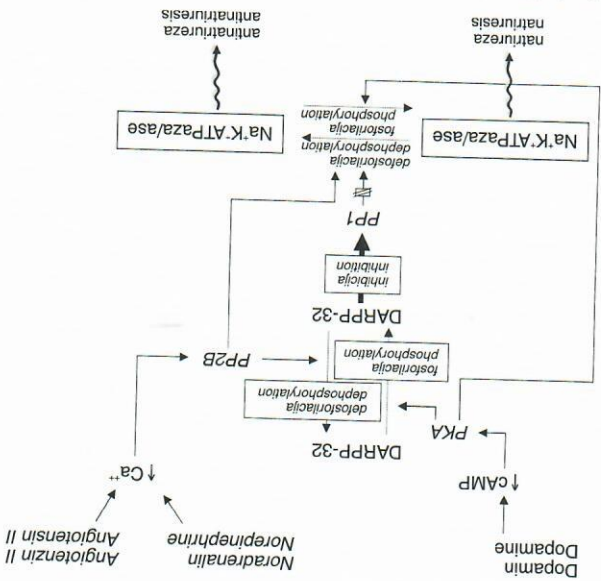 Dopamin
Dopamine
Noradrenalin
Norepinephrine
Angiotenzin II
Angiotensin II
↑cAMP
↑Ca⁺⁺
PKA
DARPP-32
defosforilacija
dephosphorylation
fosforilacija
phosphorylation
PP2B
DARPP-32
inhibicija
inhibition
PP1
defosforilacija
dephosphorylation
fosforilacija
phosphorylation
Na⁺K⁺ATPaza/ase
Na⁺K⁺ATPaza/ase
natriureza
natriuresis
antinatriureza
antinatriuresis